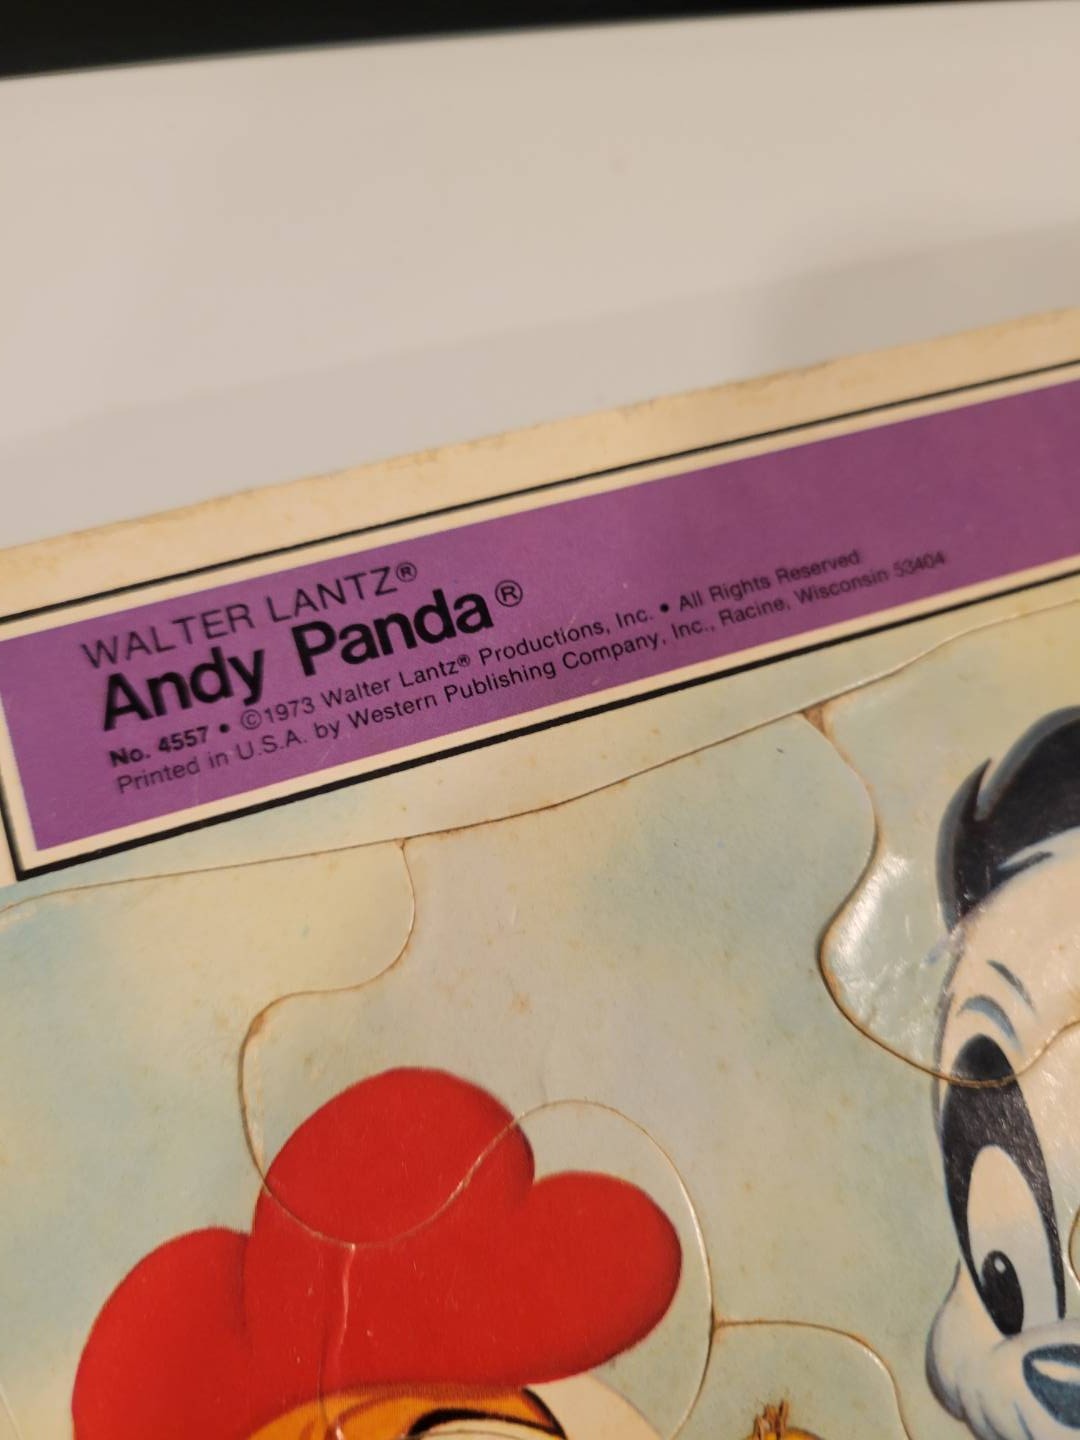 WALTER LANTZ®
Andy Panda®
No. 4557 • ©1973 Walter Lantz® Productions, Inc. • All Rights Reserved
Printed in U.S.A. by Western Publishing Company, Inc., Racine, Wisconsin 53404